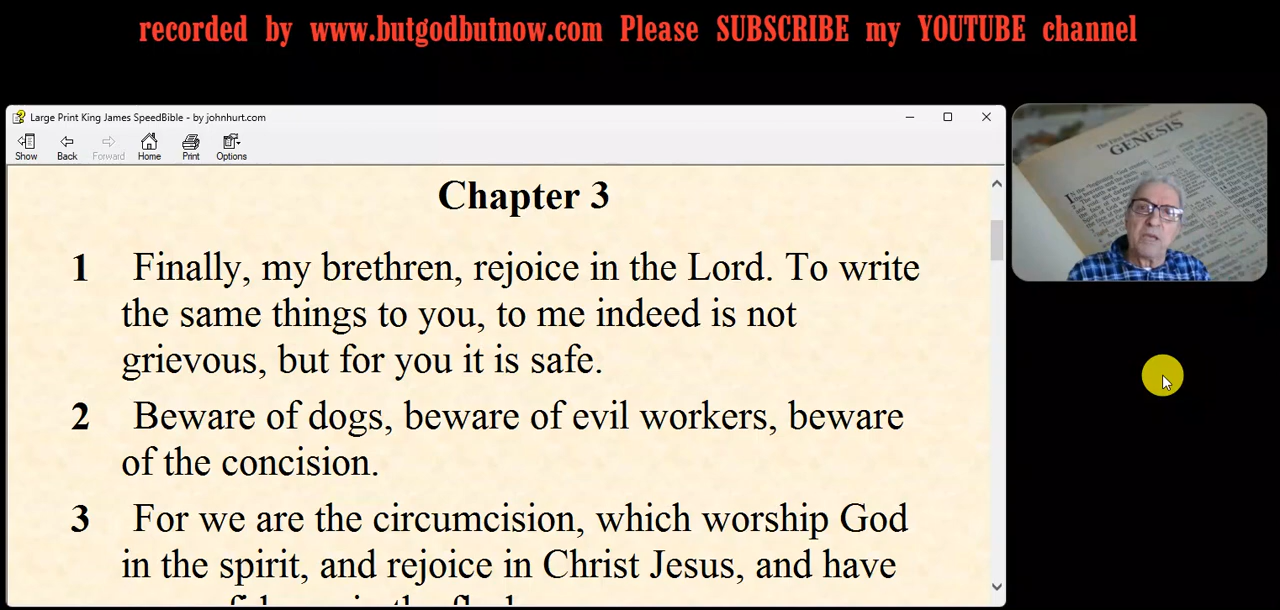 recorded by www.butgodbutnow.com Please SUBSCRIBE my YOUTUBE channel
Large Print King James SpeedBible - by johnhurt.com
Show Back Forward Home Print Options
Chapter 3
1 Finally, my brethren, rejoice in the Lord. To write
the same things to you, to me indeed is not
grievous, but for you it is safe.
2 Beware of dogs, beware of evil workers, beware
of the concision.
3 For we are the circumcision, which worship God
in the spirit, and rejoice in Christ Jesus, and have
GENESIS